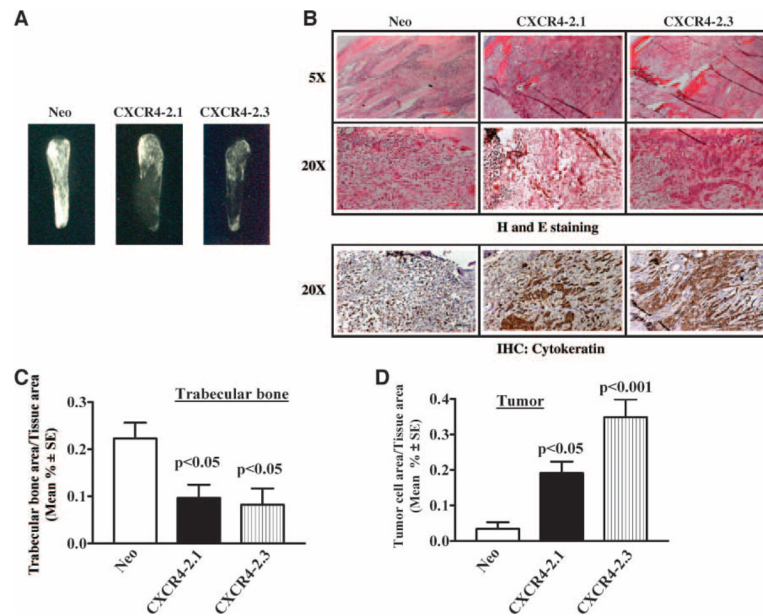 A
Neo
CXCR4-2.1
CXCR4-2.3
B
Neo
CXCR4-2.1
CXCR4-2.3
5X
20X
H and E staining
20X
IHC: Cytokeratin
C
Trabecular bone
Trabecular bone area/Tissue area
(Mean % ± SE)
0.3
0.2
0.1
0.0
p<0.05
p<0.05
Neo
CXCR4-2.1
CXCR4-2.3
D
Tumor
Tumor cell area/Tissue area
(Mean % ± SE)
0.4
0.3
0.2
0.1
0.0
p<0.05
p<0.001
Neo
CXCR4-2.1
CXCR4-2.3